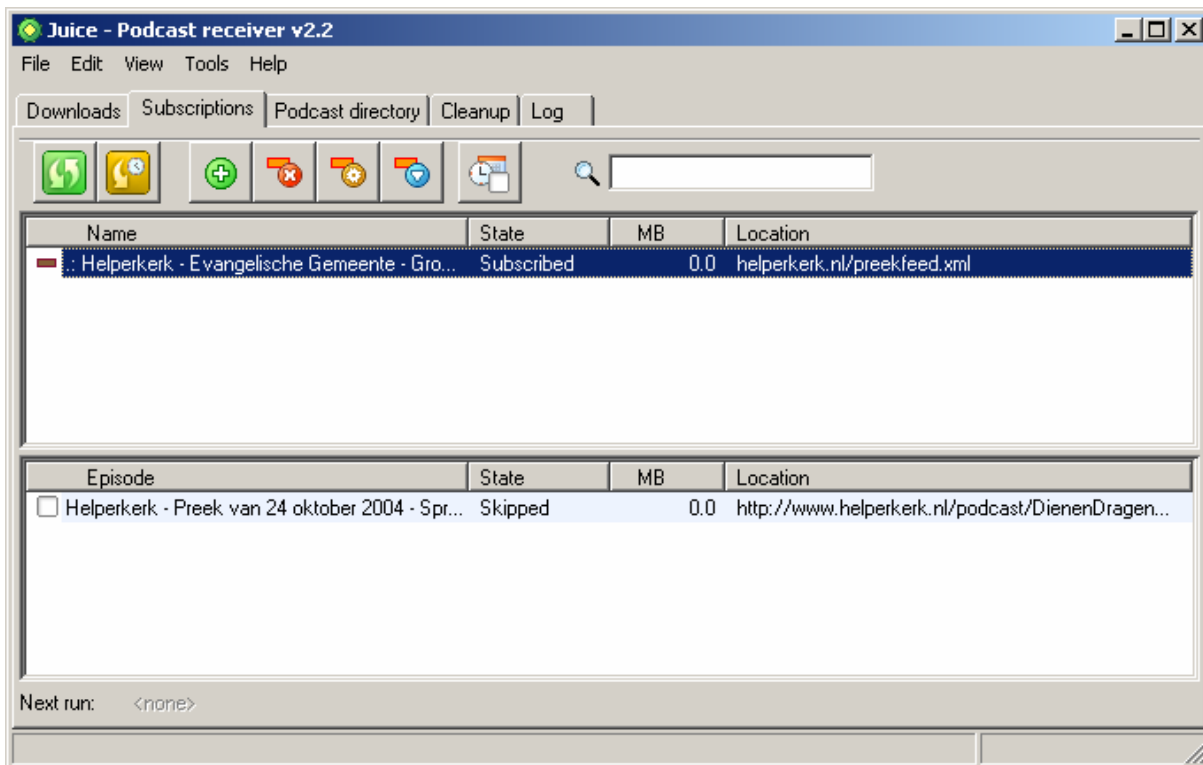 Juice - Podcast receiver v2.2
File Edit View Tools Help
Downloads Subscriptions Podcast directory Cleanup Log
Name State MB Location
.: Helperkerk - Evangelische Gemeente - Gro... Subscribed 0.0 helperkerk.nl/preekfeed.xml
Episode State MB Location
Helperkerk - Preek van 24 oktober 2004 - Spr... Skipped 0.0 http://www.helperkerk.nl/podcast/DienenDragen...
Next run: <none>